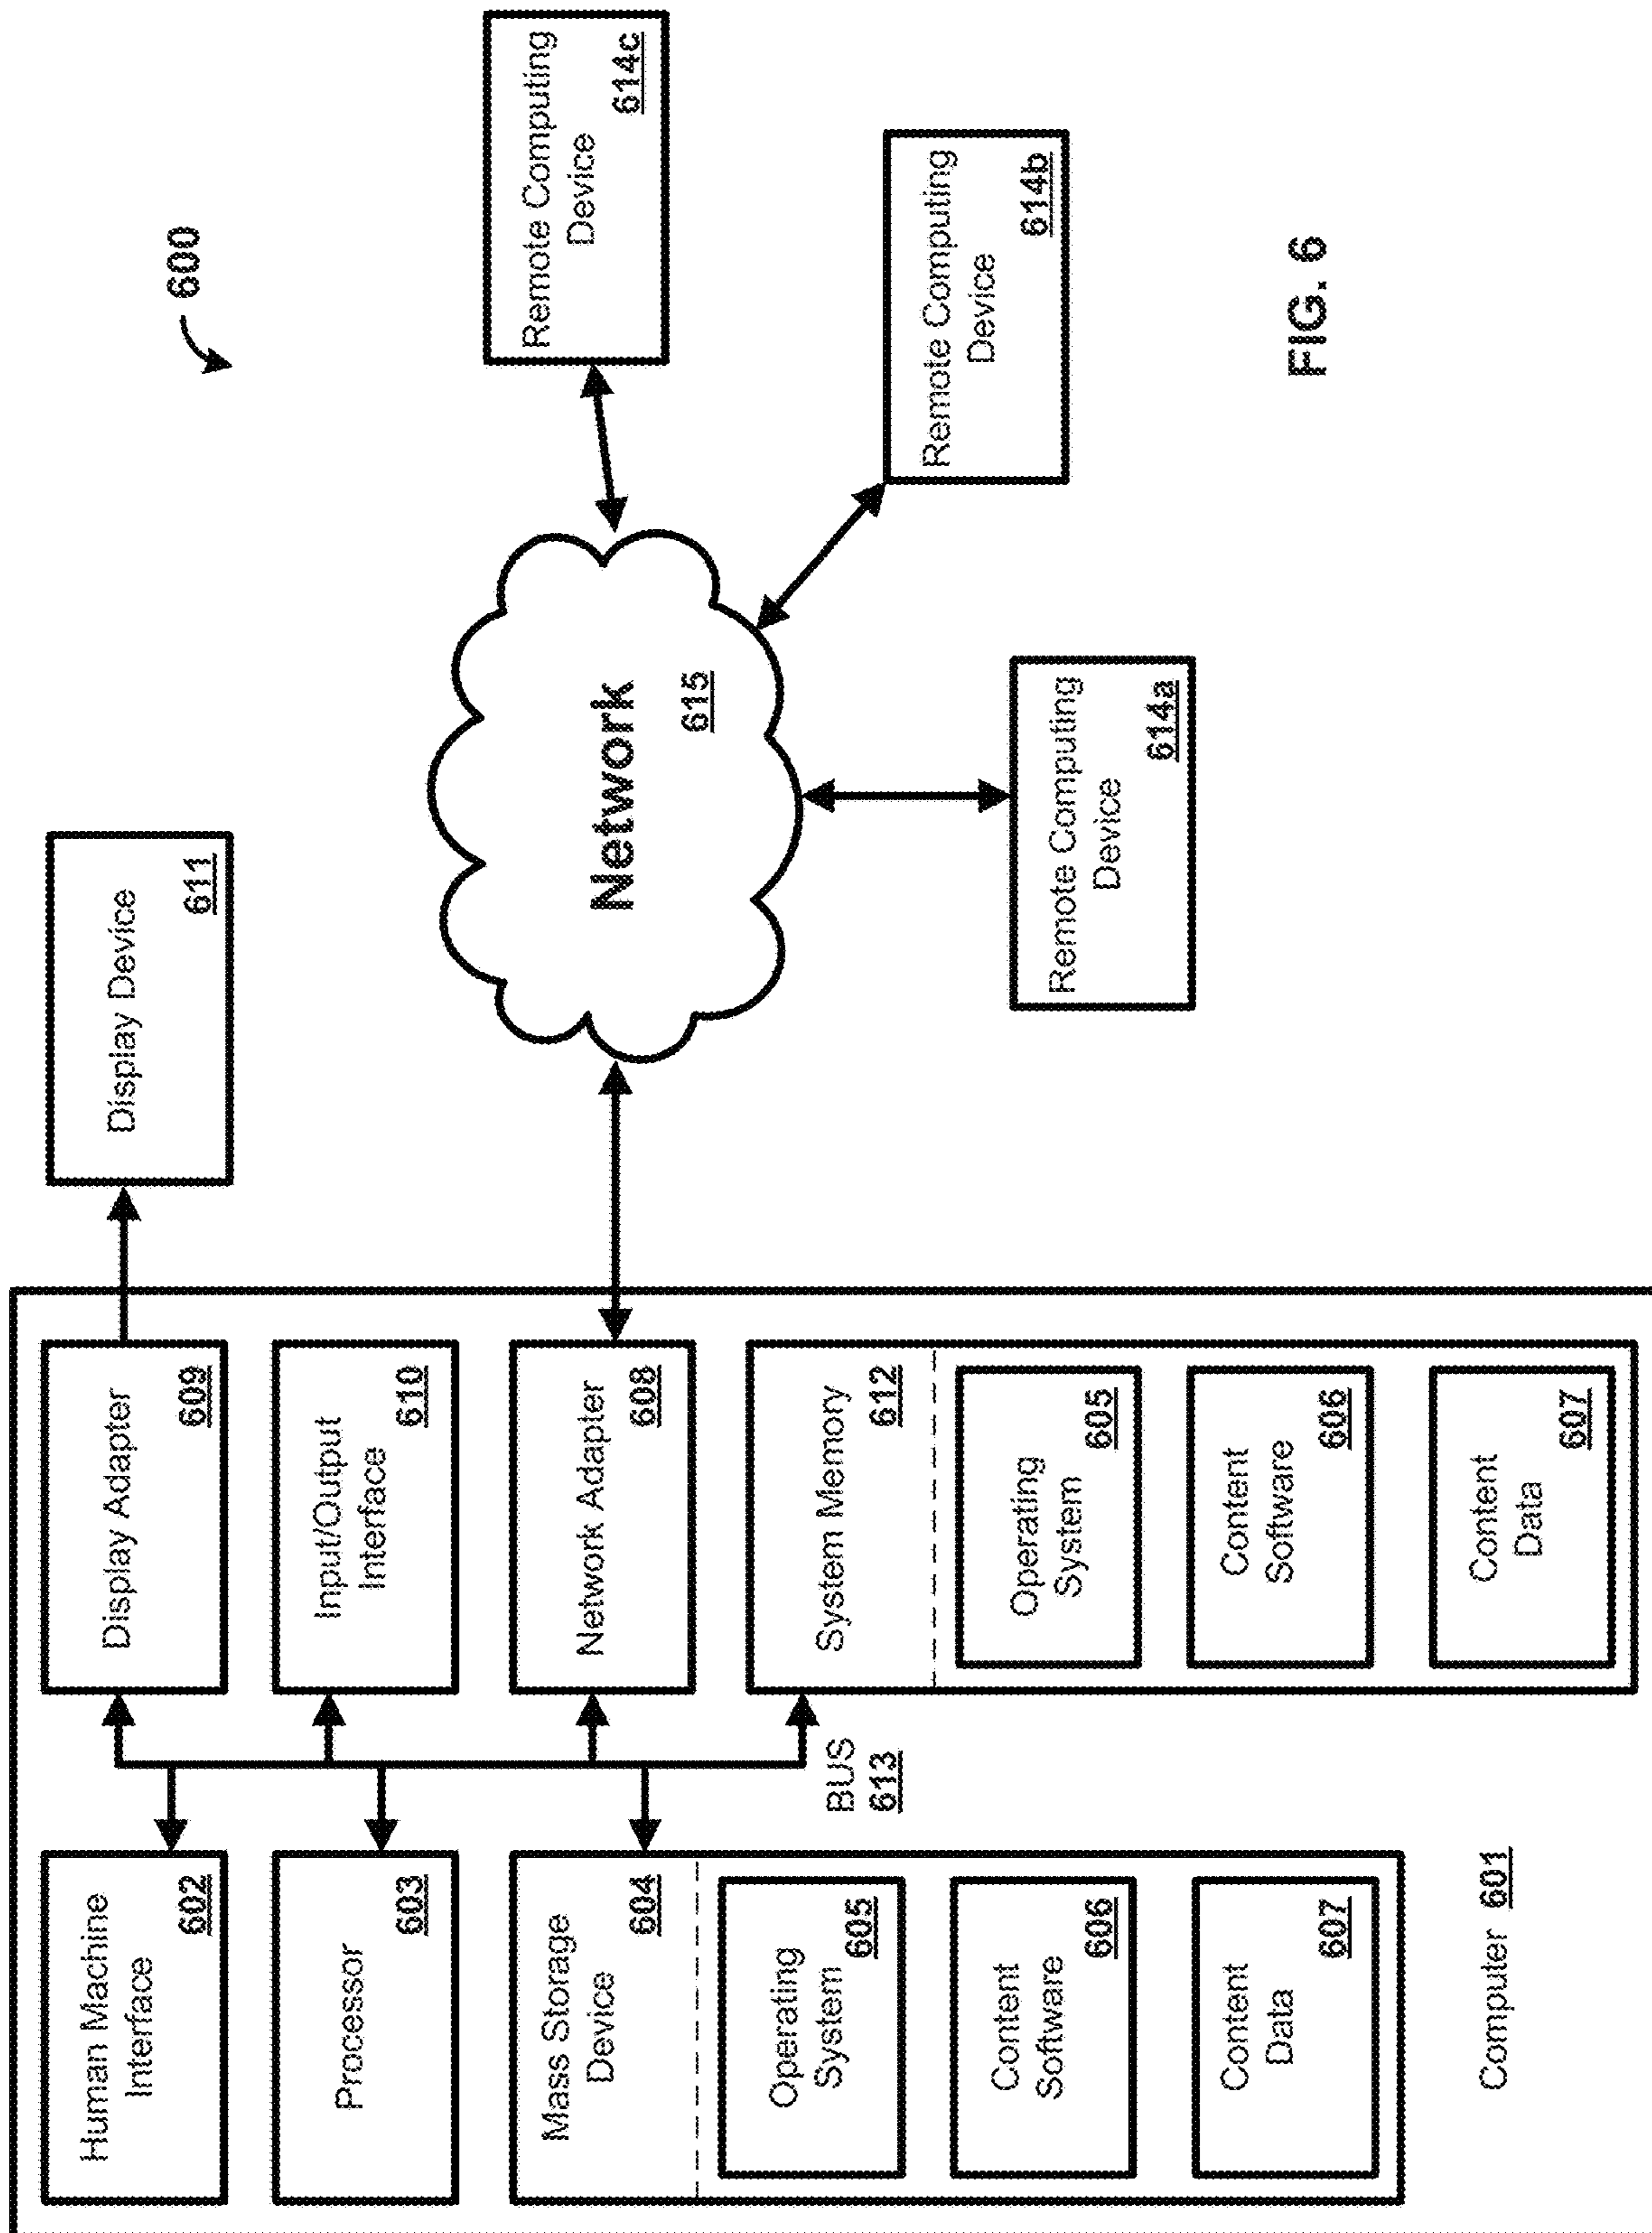 600
Human Machine
Interface
602
Processor
603
Mass Storage
Device
604
Operating
System
605
Content
Software
606
Content
Data
607
Computer 601
BUS
613
Display Adapter
609
Input/Output
Interface
610
Network Adapter
608
System Memory
612
Operating
System
605
Content
Software
606
Content
Data
607
Display Device
611
Network
615
Remote Computing
Device
614a
Remote Computing
Device
614b
Remote Computing
Device
614c
FIG. 6